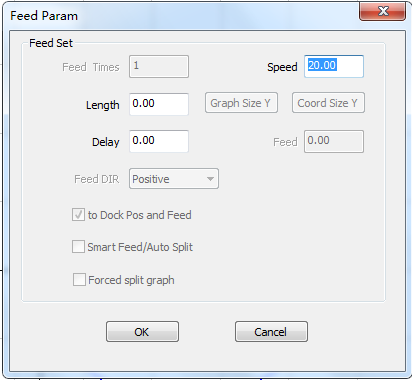 Feed Param
Feed Set
Feed Times 1 Speed 20.00
Length 0.00 Graph Size Y Coord Size Y
Delay 0.00 Feed 0.00
Feed DIR Positive
to Dock Pos and Feed
Smart Feed/Auto Split
Forced split graph
OK Cancel